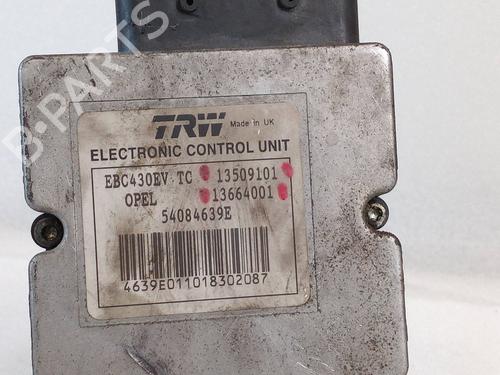 B-PARTS
TRW Made in UK
ELECTRONIC CONTROL UNIT
EBC430EV TC 13509101
OPEL 13664001
54084639E
4639E011018302087